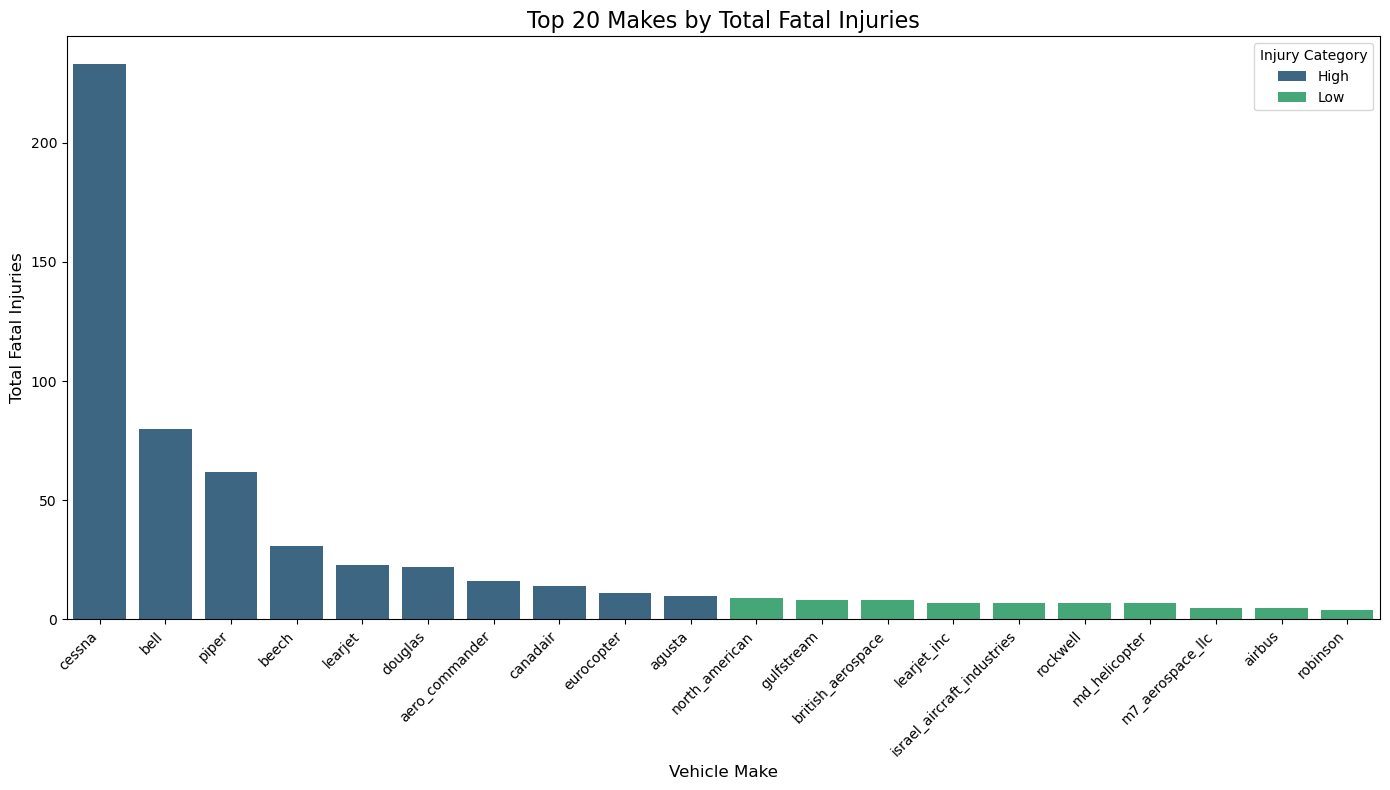 Top 20 Makes by Total Fatal Injuries
Injury Category
High
Low
Total Fatal Injuries
200
150
100
50
0
cessna
bell
piper
beech
learjet
douglas
aero_commander
canadair
eurocopter
agusta
north_american
gulfstream
british_aerospace
learjet_inc
israel_aircraft_industries
rockwell
md_helicopter
m7_aerospace_llc
airbus
robinson
Vehicle Make